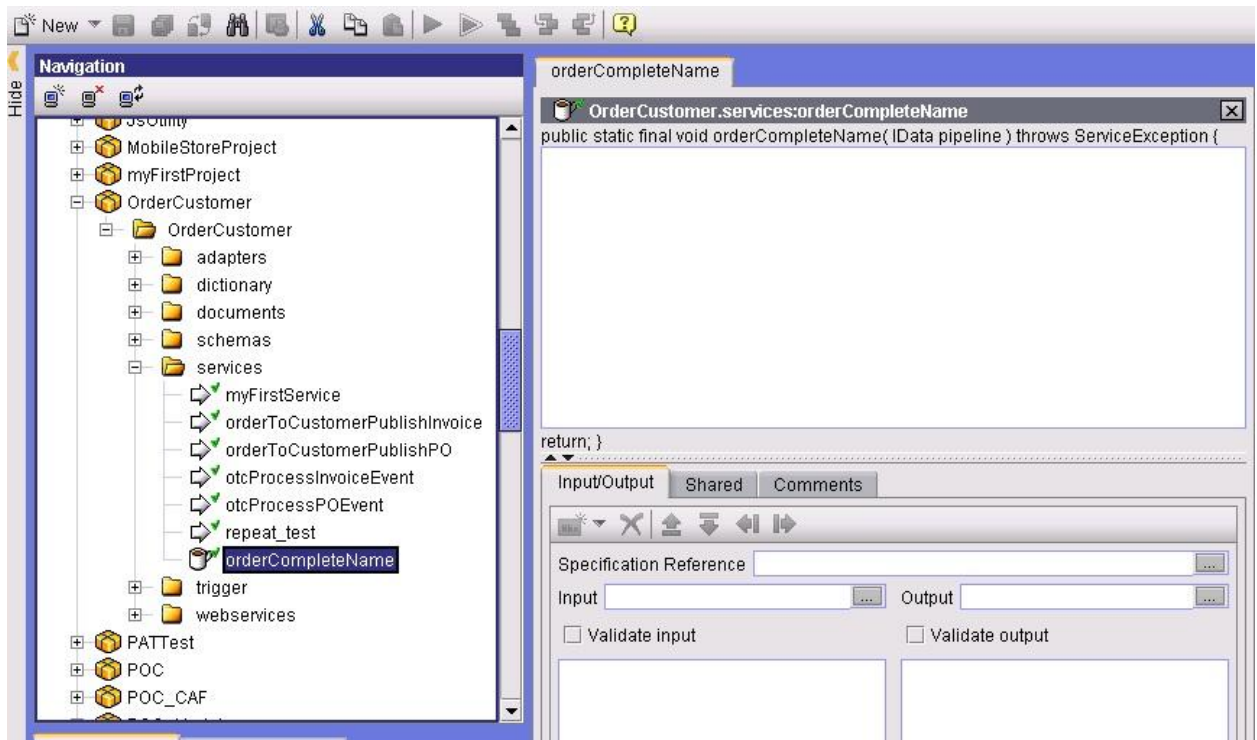 New
Hide
Navigation
JSUtility
MobileStoreProject
myFirstProject
OrderCustomer
OrderCustomer
adapters
dictionary
documents
schemas
services
myFirstService
orderToCustomerPublishInvoice
orderToCustomerPublishPO
otcProcessInvoiceEvent
otcProcessPOEvent
repeat_test
orderCompleteName
trigger
webservices
PATTest
POC
POC_CAF
orderCompleteName
OrderCustomer.services:orderCompleteName
public static final void orderCompleteName( IData pipeline ) throws ServiceException {
return; }
Input/Output Shared Comments
Specification Reference ...
Input ... Output ...
Validate input Validate output